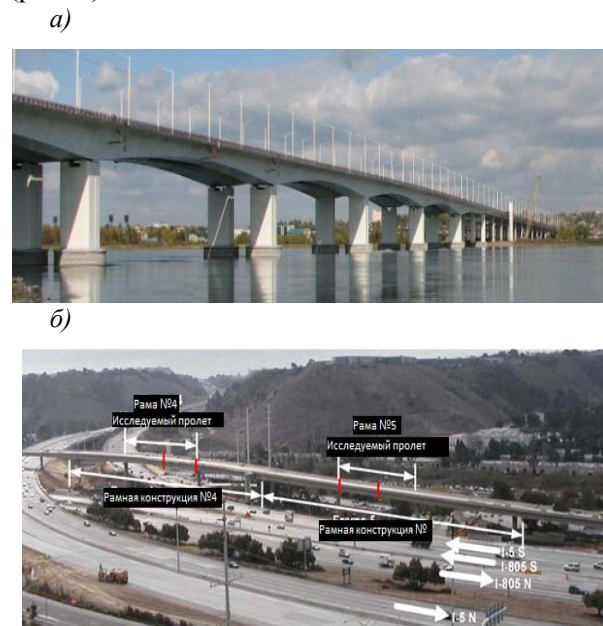 а)
б)
Рама №4
Исследуемый пролет
Рама №5
Исследуемый пролет
Рамная конструкция №4
Рамная конструкция №
I-5 S
I-805 S
I-805 N
I-5 N